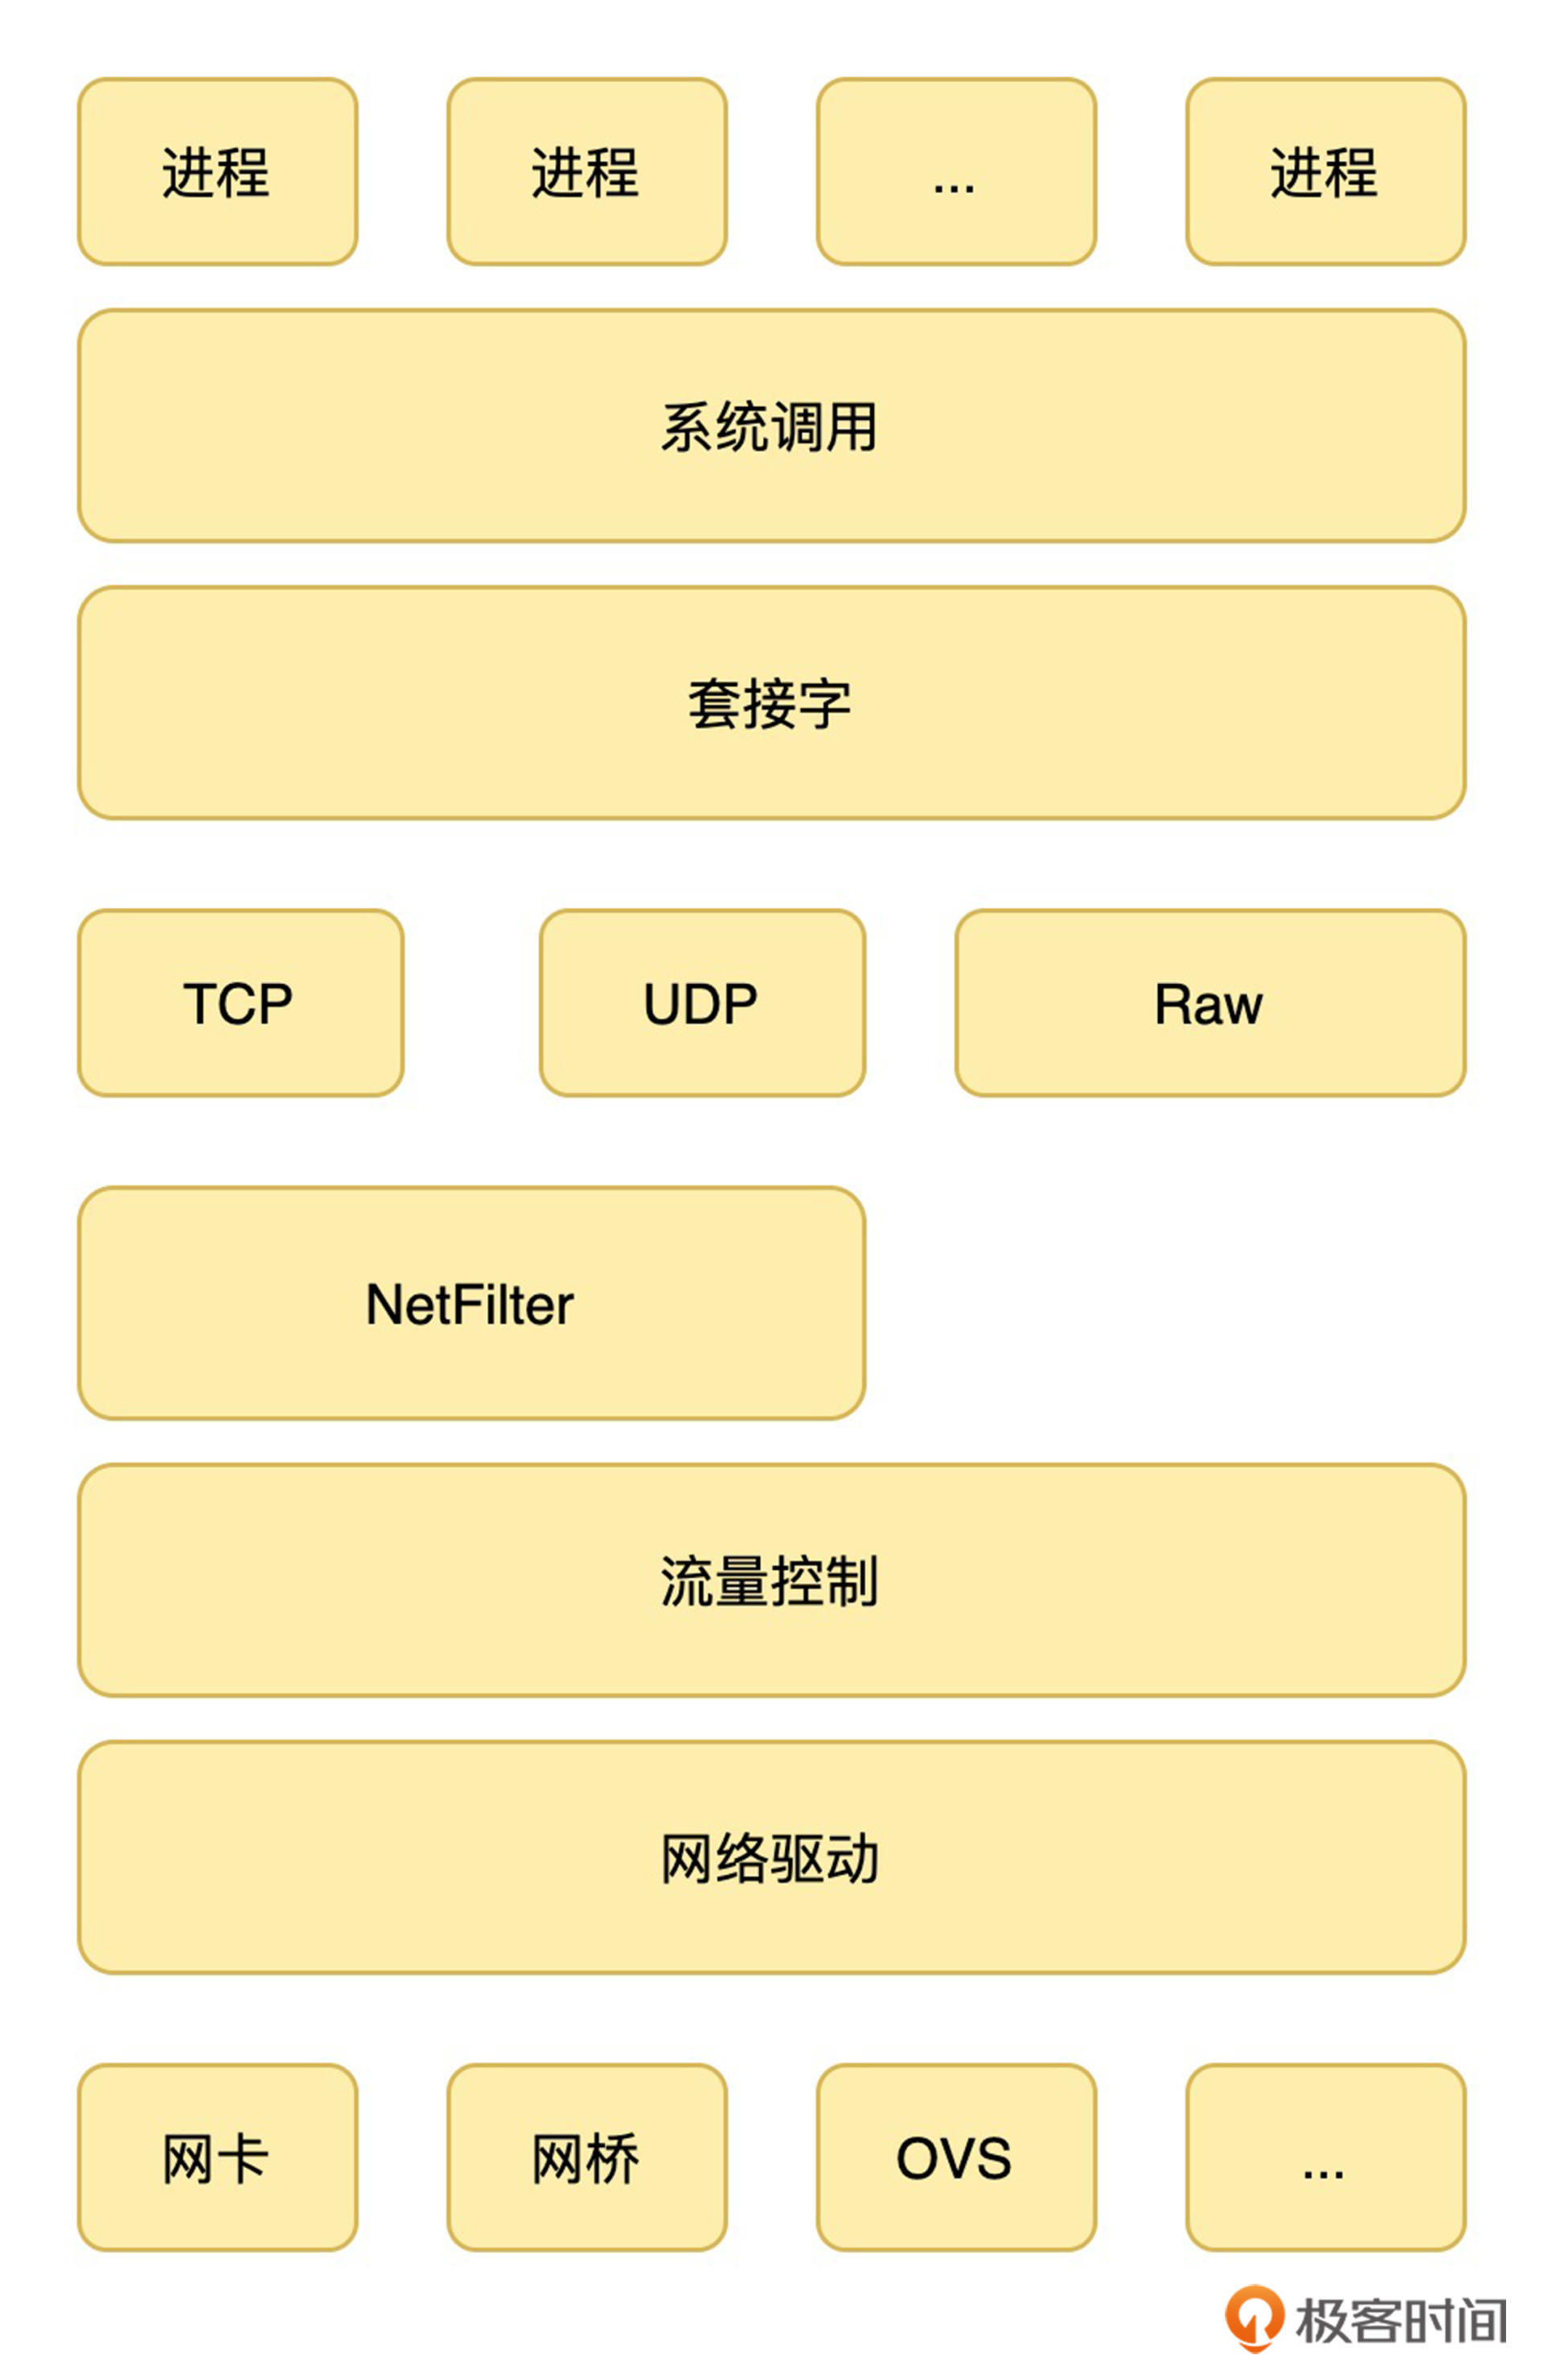 进程 进程 ... 进程
系统调用
套接字
TCP UDP Raw
NetFilter
流量控制
网络驱动
网卡 网桥 OVS ...
极客时间